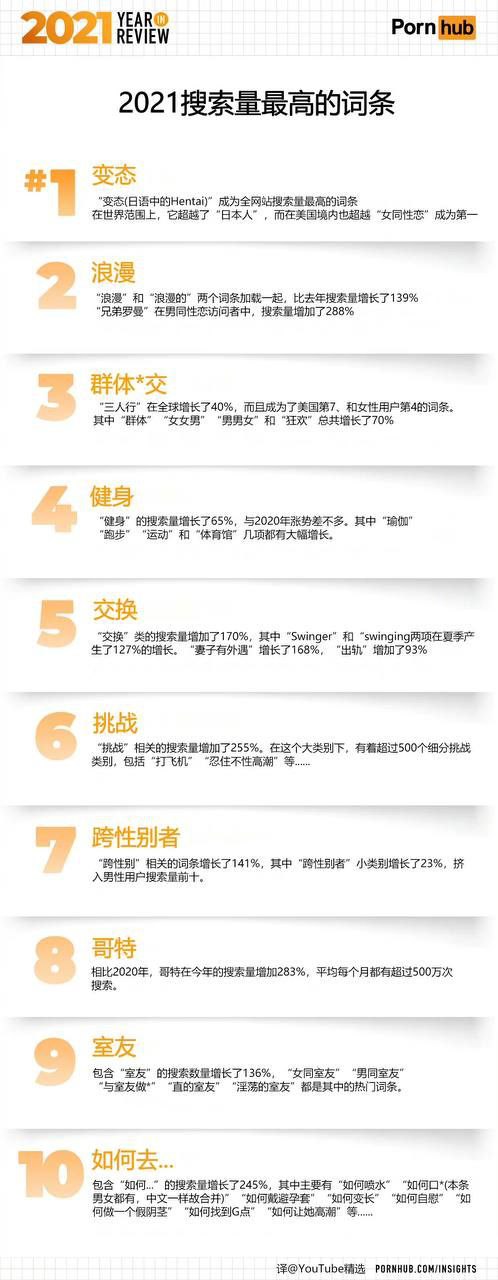 2021 YEAR IN REVIEW
Pornhub
2021搜索量最高的词条
#1 变态
“变态(日语中的Hentai)”成为全网站搜索量最高的词条
在世界范围上，它超越了“日本人”，而在美国境内也超越“女同性恋”成为第一
2 浪漫
“浪漫”和“浪漫的”两个词条加载一起，比去年搜索量增长了139%
“兄弟罗曼”在男同性恋访问者中，搜索量增加了288%
3 群体*交
“三人行”在全球增长了40%，而且成为了美国第7、和女性用户第4的词条。
其中“群体”“女女男”“男男女”和“狂欢”总共增长了70%
4 健身
“健身”的搜索量增长了65%，与2020年涨势差不多。其中“瑜伽”
“跑步”“运动”和“体育馆”几项都有大幅增长。
5 交换
“交换”类的搜索量增加了170%，其中“Swinger”和“swinging两项在夏季产
生了127%的增长。“妻子有外遇”增长了168%，“出轨”增加了93%
6 挑战
“挑战”相关的搜索量增加了255%。在这个大类别下，有着超过500个细分挑战
类别，包括“打飞机”“忍住不性高潮”等......
7 跨性别者
“跨性别”相关的词条增长了141%，其中“跨性别者”小类别增长了23%，挤
入男性用户搜索量前十。
8 哥特
相比2020年，哥特在今年的搜索量增加283%，平均每个月都有超过500万次
搜索。
9 室友
包含“室友”的搜索数量增长了136%，“女同室友”“男同室友”
“与室友做*”“直的室友”“淫荡的室友”都是其中的热门词条。
10 如何去...
包含“如何...”的搜索量增长了245%，其中主要有“如何喷水”“如何口*(本条
男女都有，中文一样故合并)”“如何戴避孕套”“如何变长”“如何自慰”“如
何做一个假阴茎”“如何找到G点”“如何让她高潮”等......
译@YouTube精选 PORNHUB.COM/INSIGHTS